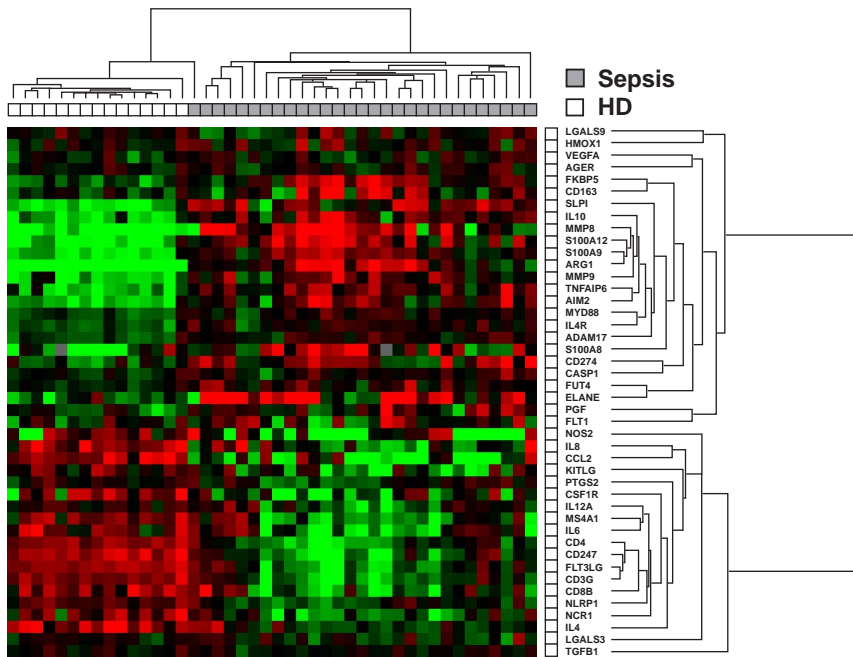 Sepsis
HD
LGALS9
HMOX1
VEGFA
AGER
FKBP5
CD163
SLPI
IL10
MMP8
S100A12
S100A9
ARG1
MMP9
TNFAIP6
AIM2
MYD88
IL4R
ADAM17
S100A8
CD274
CASP1
FUT4
ELANE
PGF
FLT1
NOS2
IL8
CCL2
KITLG
PTGS2
CSF1R
IL12A
MS4A1
IL6
CD4
CD247
FLT3LG
CD3G
CD8B
NLRP1
NCR1
IL4
LGALS3
TGFB1